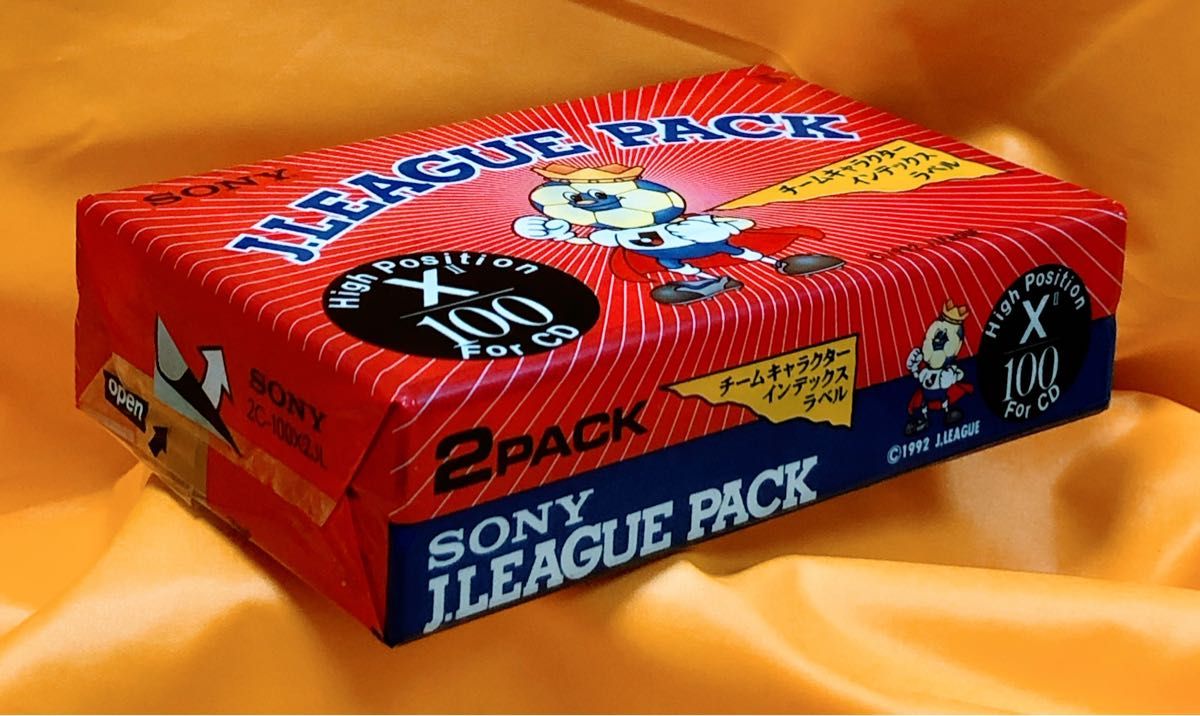 SONY
J.LEAGUE PACK
チームキャラクター
インデックス
ラベル
High Position
X II
100
For CD
open
SONY
2C-100X2JL
2PACK
チームキャラクター
インデックス
ラベル
High Position
X II
100
For CD
©1992 J.LEAGUE
SONY
J.LEAGUE PACK